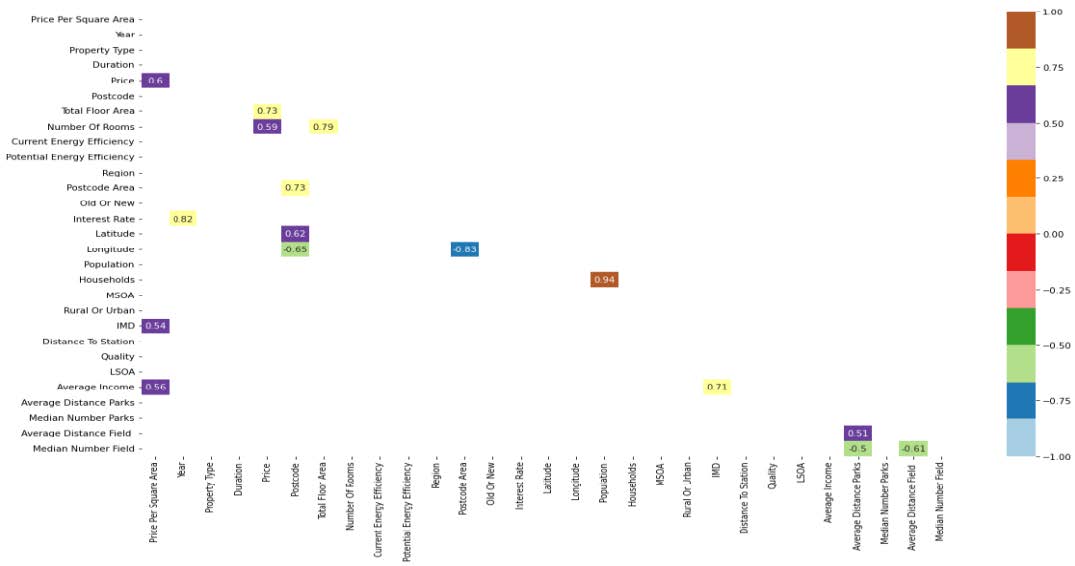 Price Per Square Area
Year
Property Type
Duration
Price
0.6
Postcode
Total Floor Area
0.73
Number Of Rooms
0.59
0.79
Current Energy Efficiency
Potential Energy Efficiency
Region
Postcode Area
0.73
Old Or New
Interest Rate
0.82
Latitude
0.62
Longitude
-0.65
-0.83
Population
Households
0.94
MSOA
Rural Or Urban
IMD
0.54
Distance To Station
Quality
LSOA
Average Income
0.56
0.71
Average Distance Parks
Median Number Parks
Average Distance Field
0.51
Median Number Field
-0.5
-0.61
Price Per Square Area
Year
Property Type
Duration
Price
Postcode
Total Floor Area
Number Of Rooms
Current Energy Efficiency
Potential Energy Efficiency
Region
Postcode Area
Old Or New
Interest Rate
Latitude
Longitude
Popuation
Households
MSOA
Rural Or Urban
IMD
Distance To Station
Quality
LSOA
Average Income
Average Distance Parks
Median Number Parks
Average Distance Field
Median Number Field
1.00
0.75
0.50
0.25
0.00
−0.25
−0.50
−0.75
−1.00